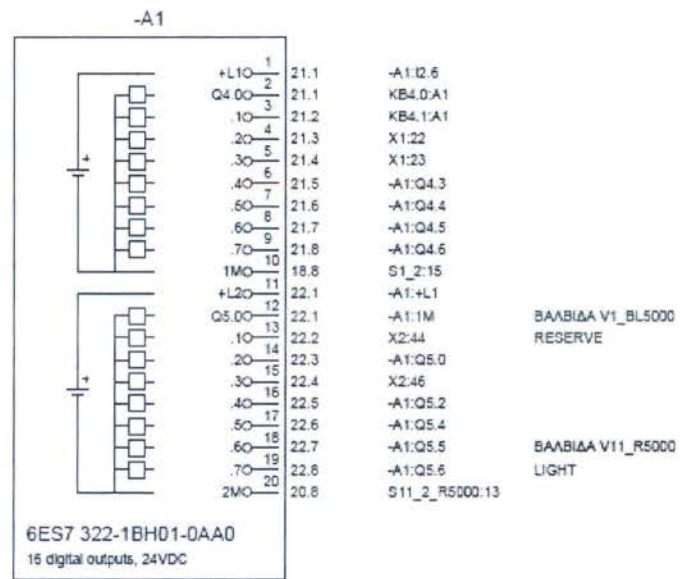 -A1
+L1 1 21.1 -A1:I2.6
Q4.0 2 21.1 KB4.0:A1
.1 3 21.2 KB4.1:A1
.2 4 21.3 X1:22
.3 5 21.4 X1:23
.4 6 21.5 -A1:Q4.3
.5 7 21.6 -A1:Q4.4
.6 8 21.7 -A1:Q4.5
.7 9 21.8 -A1:Q4.6
1M 10 18.8 S1_2:15
+L2 11 22.1 -A1:+L1
Q5.0 12 22.1 -A1:1M ΒΑΛΒΙΔΑ V1_BL5000
.1 13 22.2 X2:44 RESERVE
.2 14 22.3 -A1:Q5.0
.3 15 22.4 X2:46
.4 16 22.5 -A1:Q5.2
.5 17 22.6 -A1:Q5.4
.6 18 22.7 -A1:Q5.5 ΒΑΛΒΙΔΑ V11_R5000
.7 19 22.8 -A1:Q5.6 LIGHT
2M 20 20.8 S11_2_R5000:13
+
+
6ES7 322-1BH01-0AA0
16 digital outputs, 24VDC